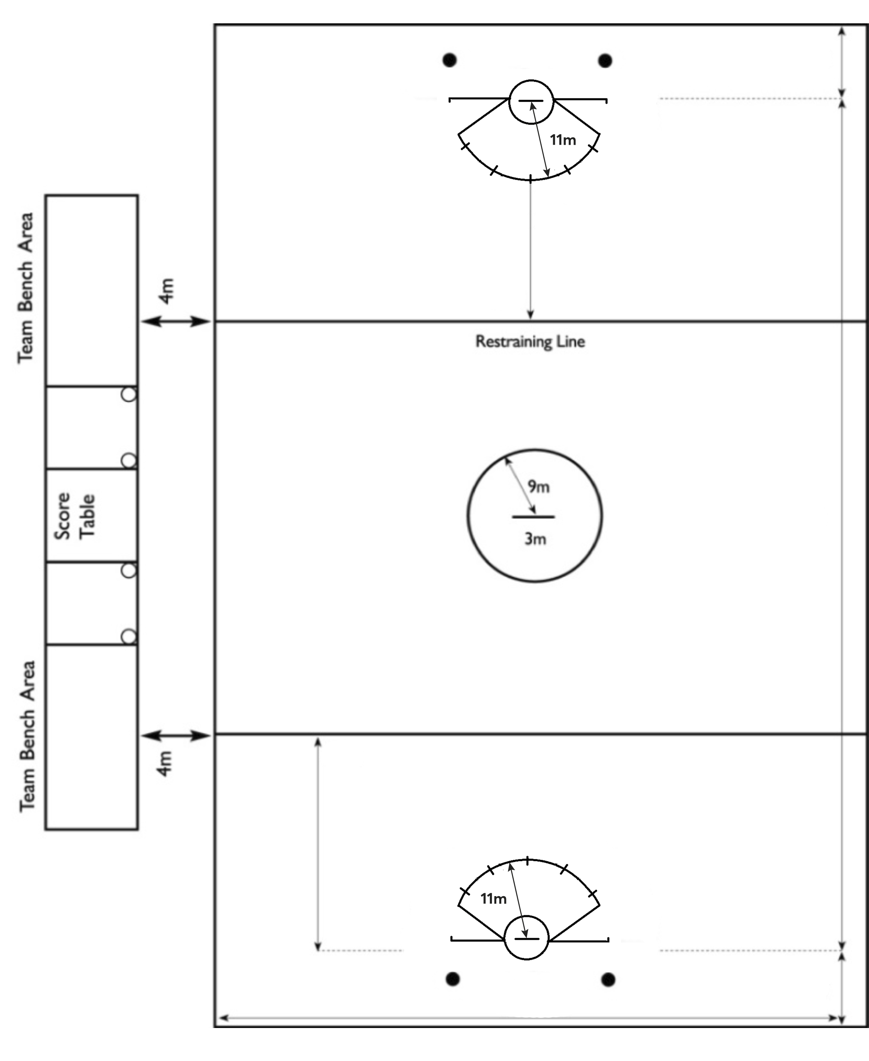 11m
Team Bench Area
4m
Restraining Line
9m
3m
Score
Table
Team Bench Area
4m
11m